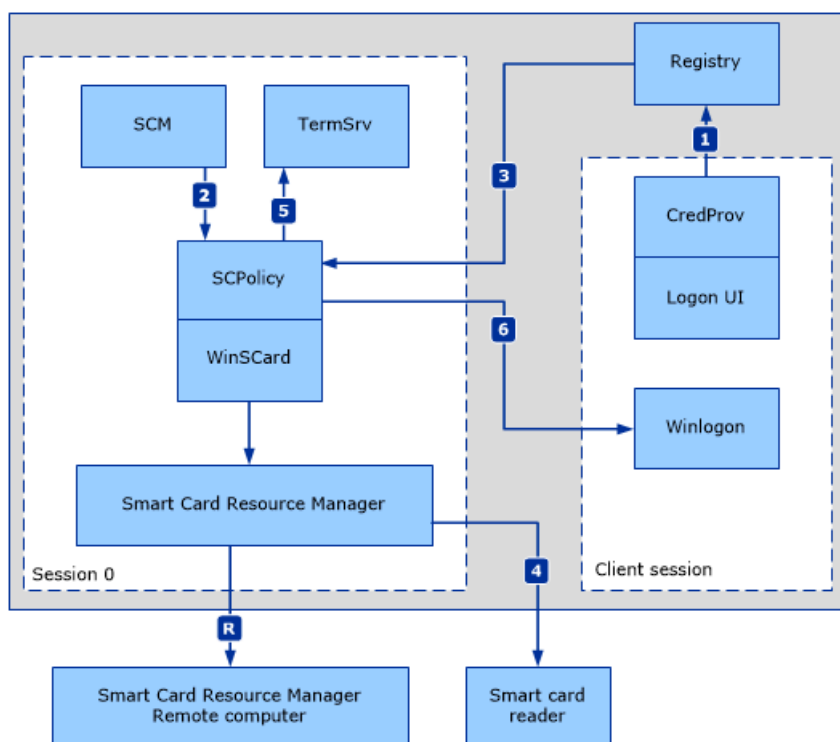 Registry
SCM
TermSrv
1
2
3
5
CredProv
SCPolicy
Logon UI
6
WinSCard
Winlogon
Smart Card Resource Manager
4
Session 0
Client session
R
Smart Card Resource Manager
Remote computer
Smart card
reader